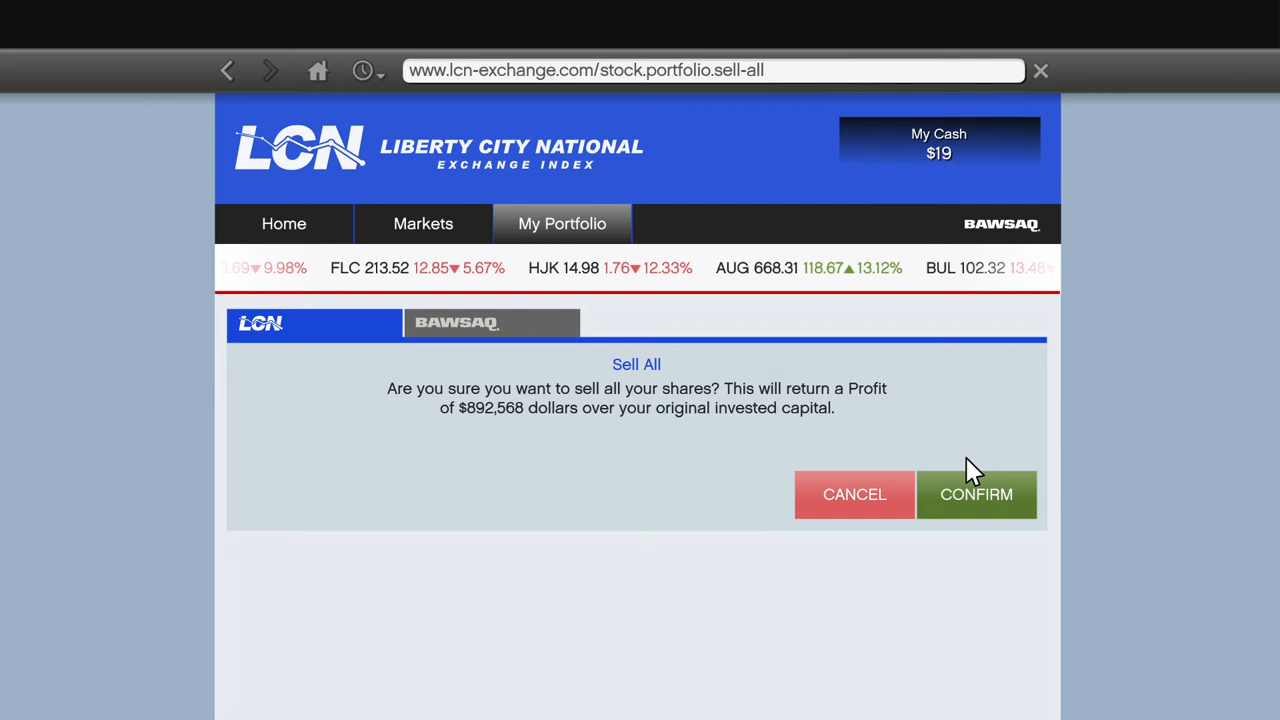 www.lcn-exchange.com/stock.portfolio.sell-all
LCN LIBERTY CITY NATIONAL
EXCHANGE INDEX
My Cash
$19
Home Markets My Portfolio BAWSAQ
3.69▼9.98% FLC 213.52 12.85▼5.67% HJK 14.98 1.76▼12.33% AUG 668.31 118.67▲13.12% BUL 102.32 13.48▼
LCN BAWSAQ
Sell All
Are you sure you want to sell all your shares? This will return a Profit
of $892,568 dollars over your original invested capital.
CANCEL CONFIRM